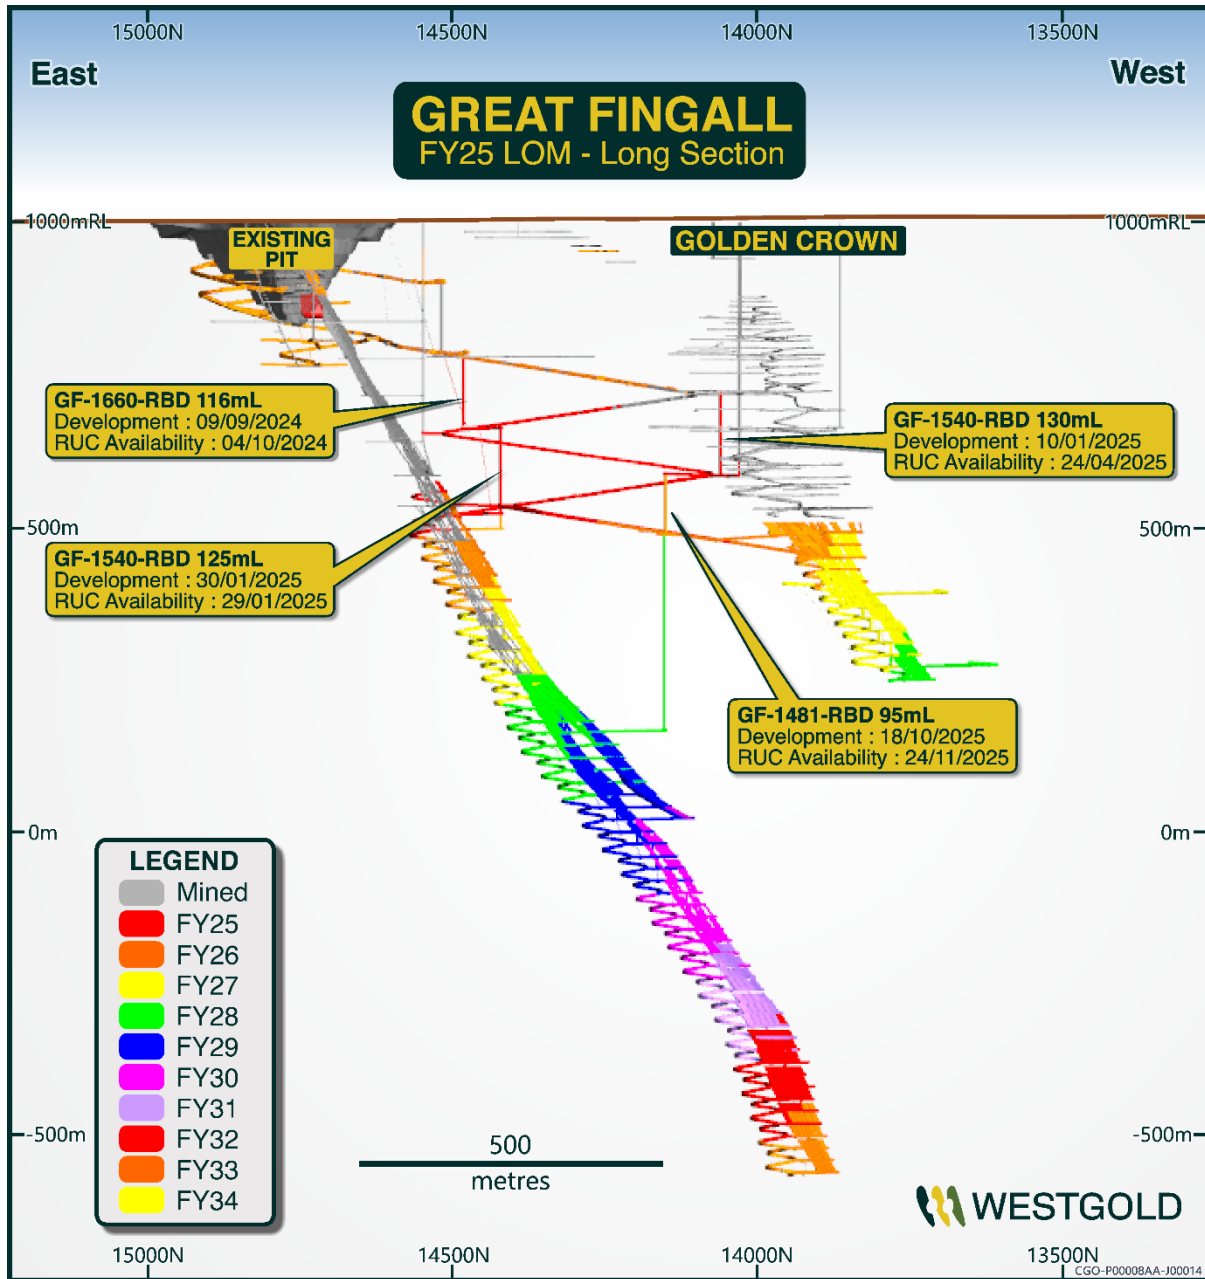 15000N 14500N 14000N 13500N
East West
GREAT FINGALL
FY25 LOM - Long Section
1000mRL 1000mRL
EXISTING
PIT
GOLDEN CROWN
GF-1660-RBD 116mL
Development : 09/09/2024
RUC Availability : 04/10/2024
GF-1540-RBD 130mL
Development : 10/01/2025
RUC Availability : 24/04/2025
500m 500m
GF-1540-RBD 125mL
Development : 30/01/2025
RUC Availability : 29/01/2025
GF-1481-RBD 95mL
Development : 18/10/2025
RUC Availability : 24/11/2025
0m 0m
LEGEND
Mined
FY25
FY26
FY27
FY28
FY29
FY30
FY31
FY32
FY33
FY34
-500m -500m
500
metres
WESTGOLD
15000N 14500N 14000N 13500N
CGO-P00008AA-J00014